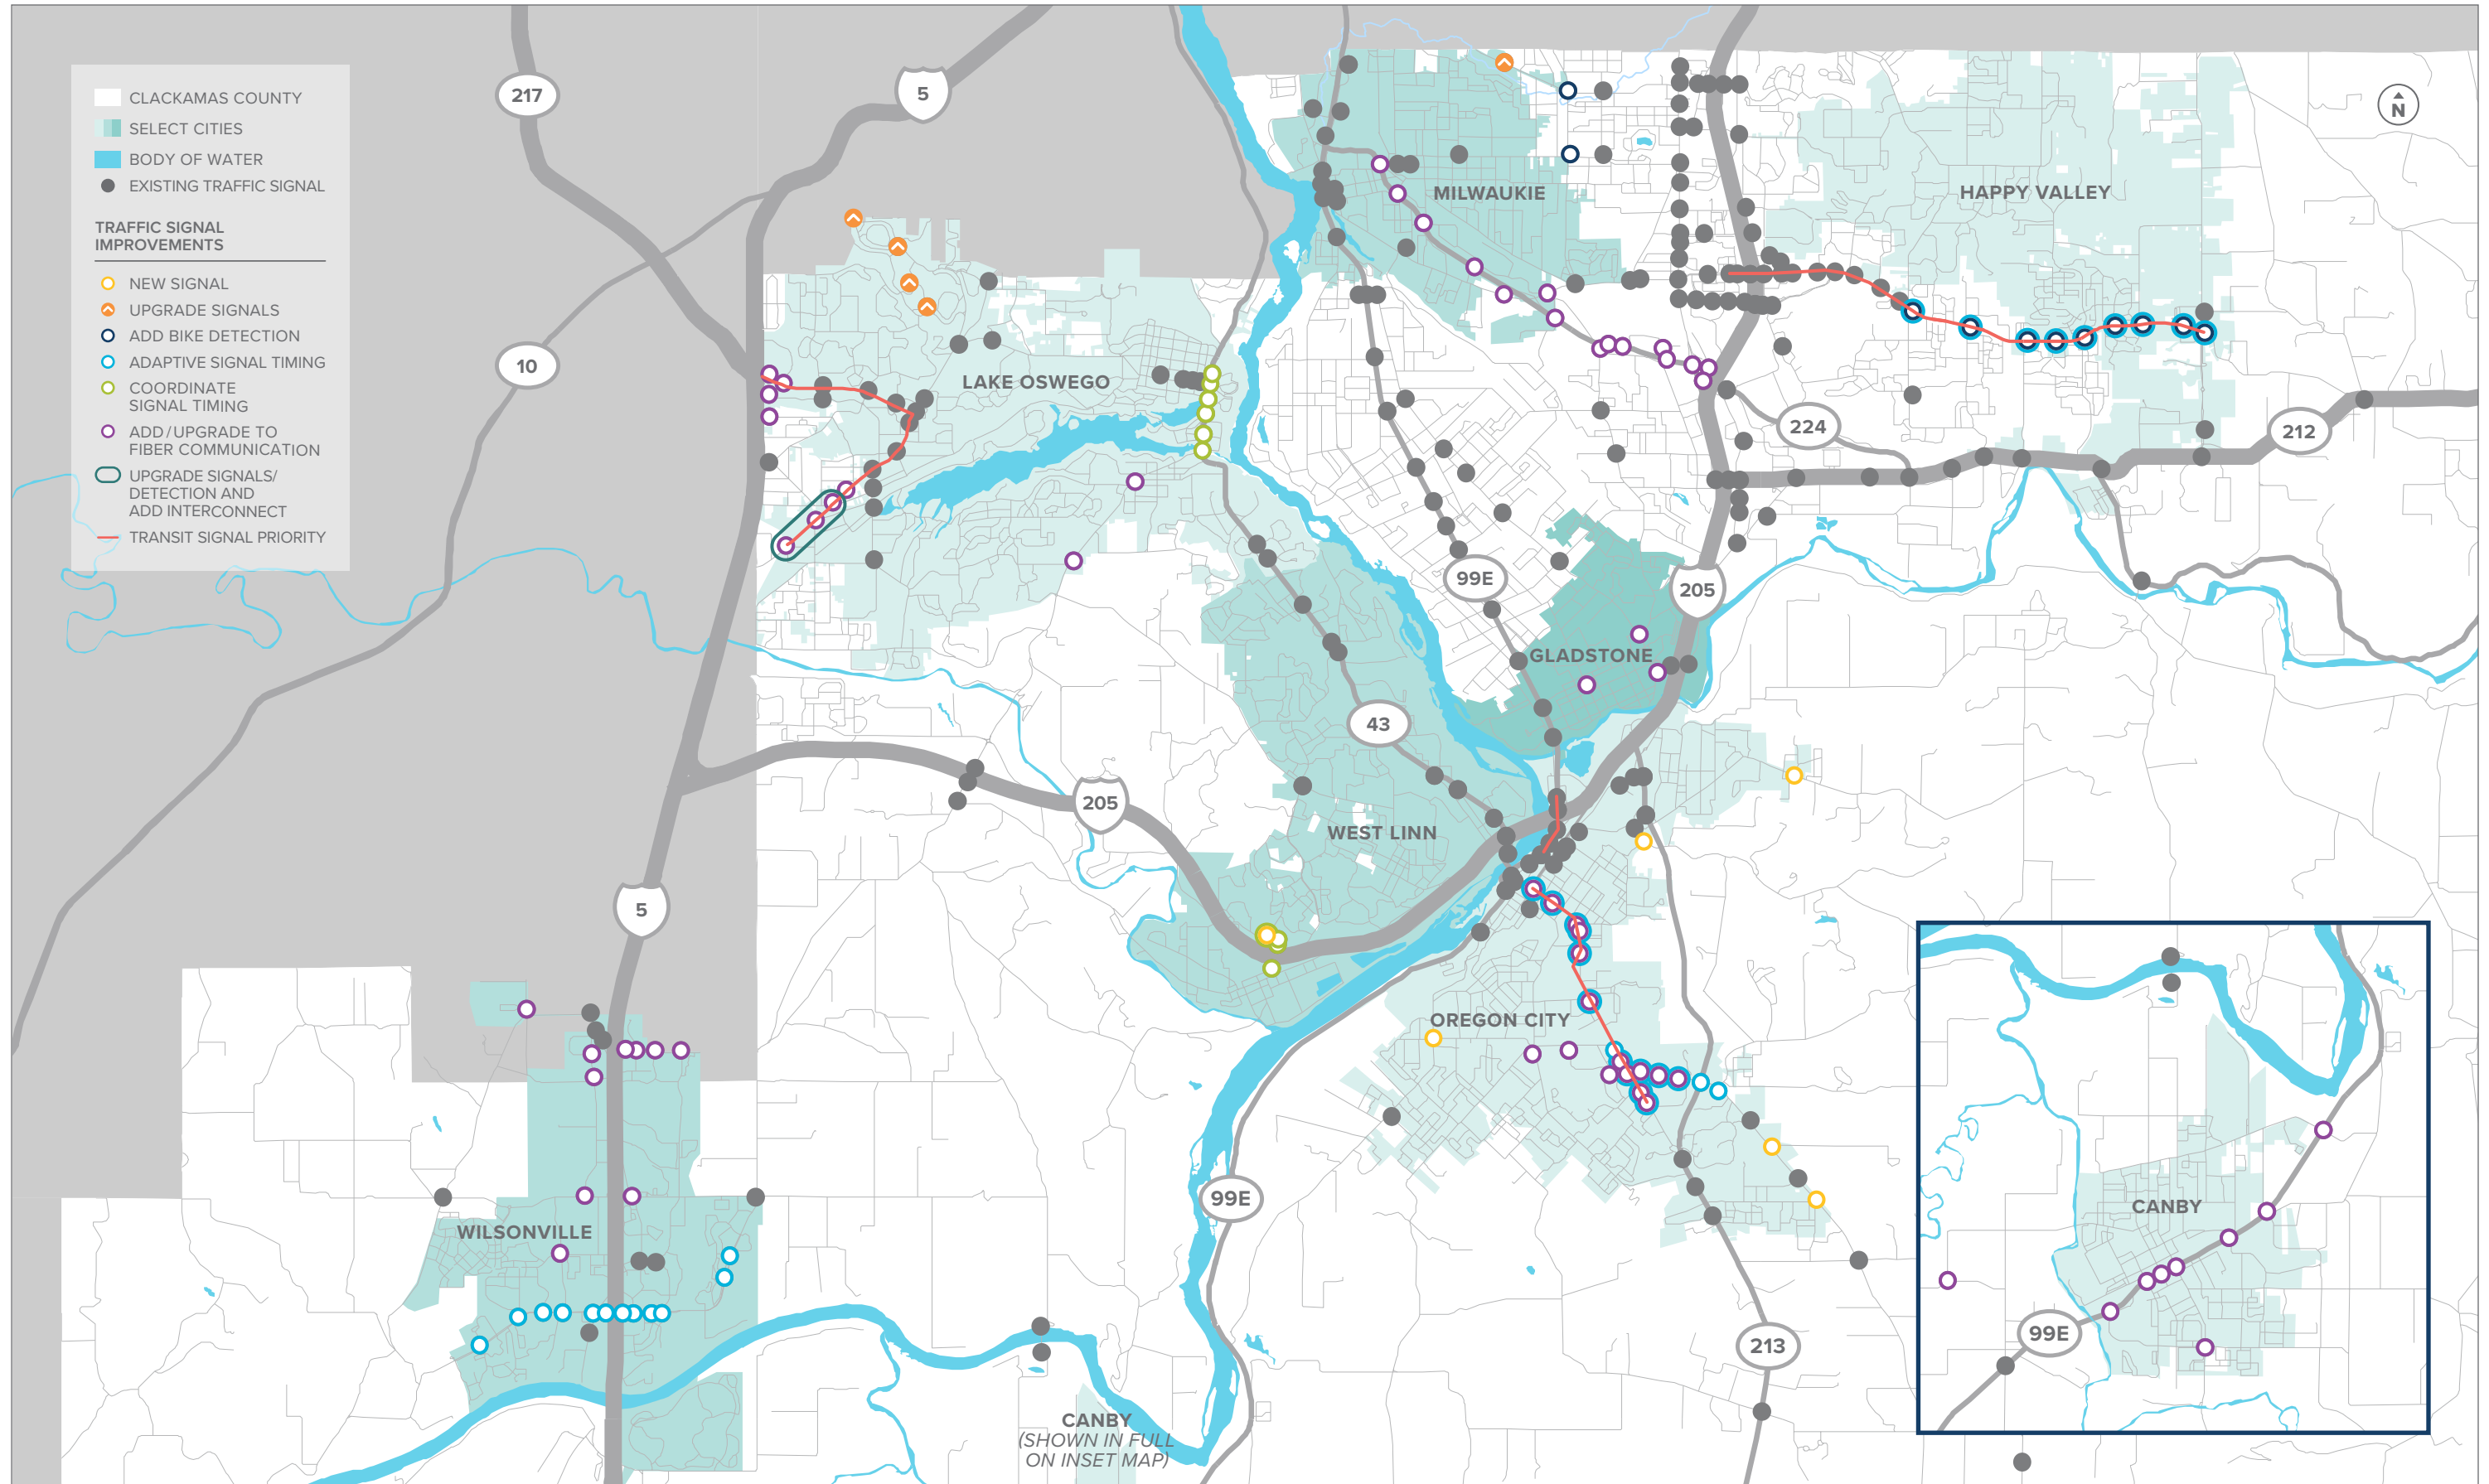 CLACKAMAS COUNTY
SELECT CITIES
BODY OF WATER
EXISTING TRAFFIC SIGNAL
TRAFFIC SIGNAL
IMPROVEMENTS
NEW SIGNAL
UPGRADE SIGNALS
ADD BIKE DETECTION
ADAPTIVE SIGNAL TIMING
COORDINATE
SIGNAL TIMING
ADD/UPGRADE TO
FIBER COMMUNICATION
UPGRADE SIGNALS/
DETECTION AND
ADD INTERCONNECT
TRANSIT SIGNAL PRIORITY
217
5
N
MILWAUKIE
HAPPY VALLEY
10
LAKE OSWEGO
224
212
99E
205
GLADSTONE
43
205
WEST LINN
5
OREGON CITY
99E
WILSONVILLE
213
CANBY
(SHOWN IN FULL
ON INSET MAP)
CANBY
99E